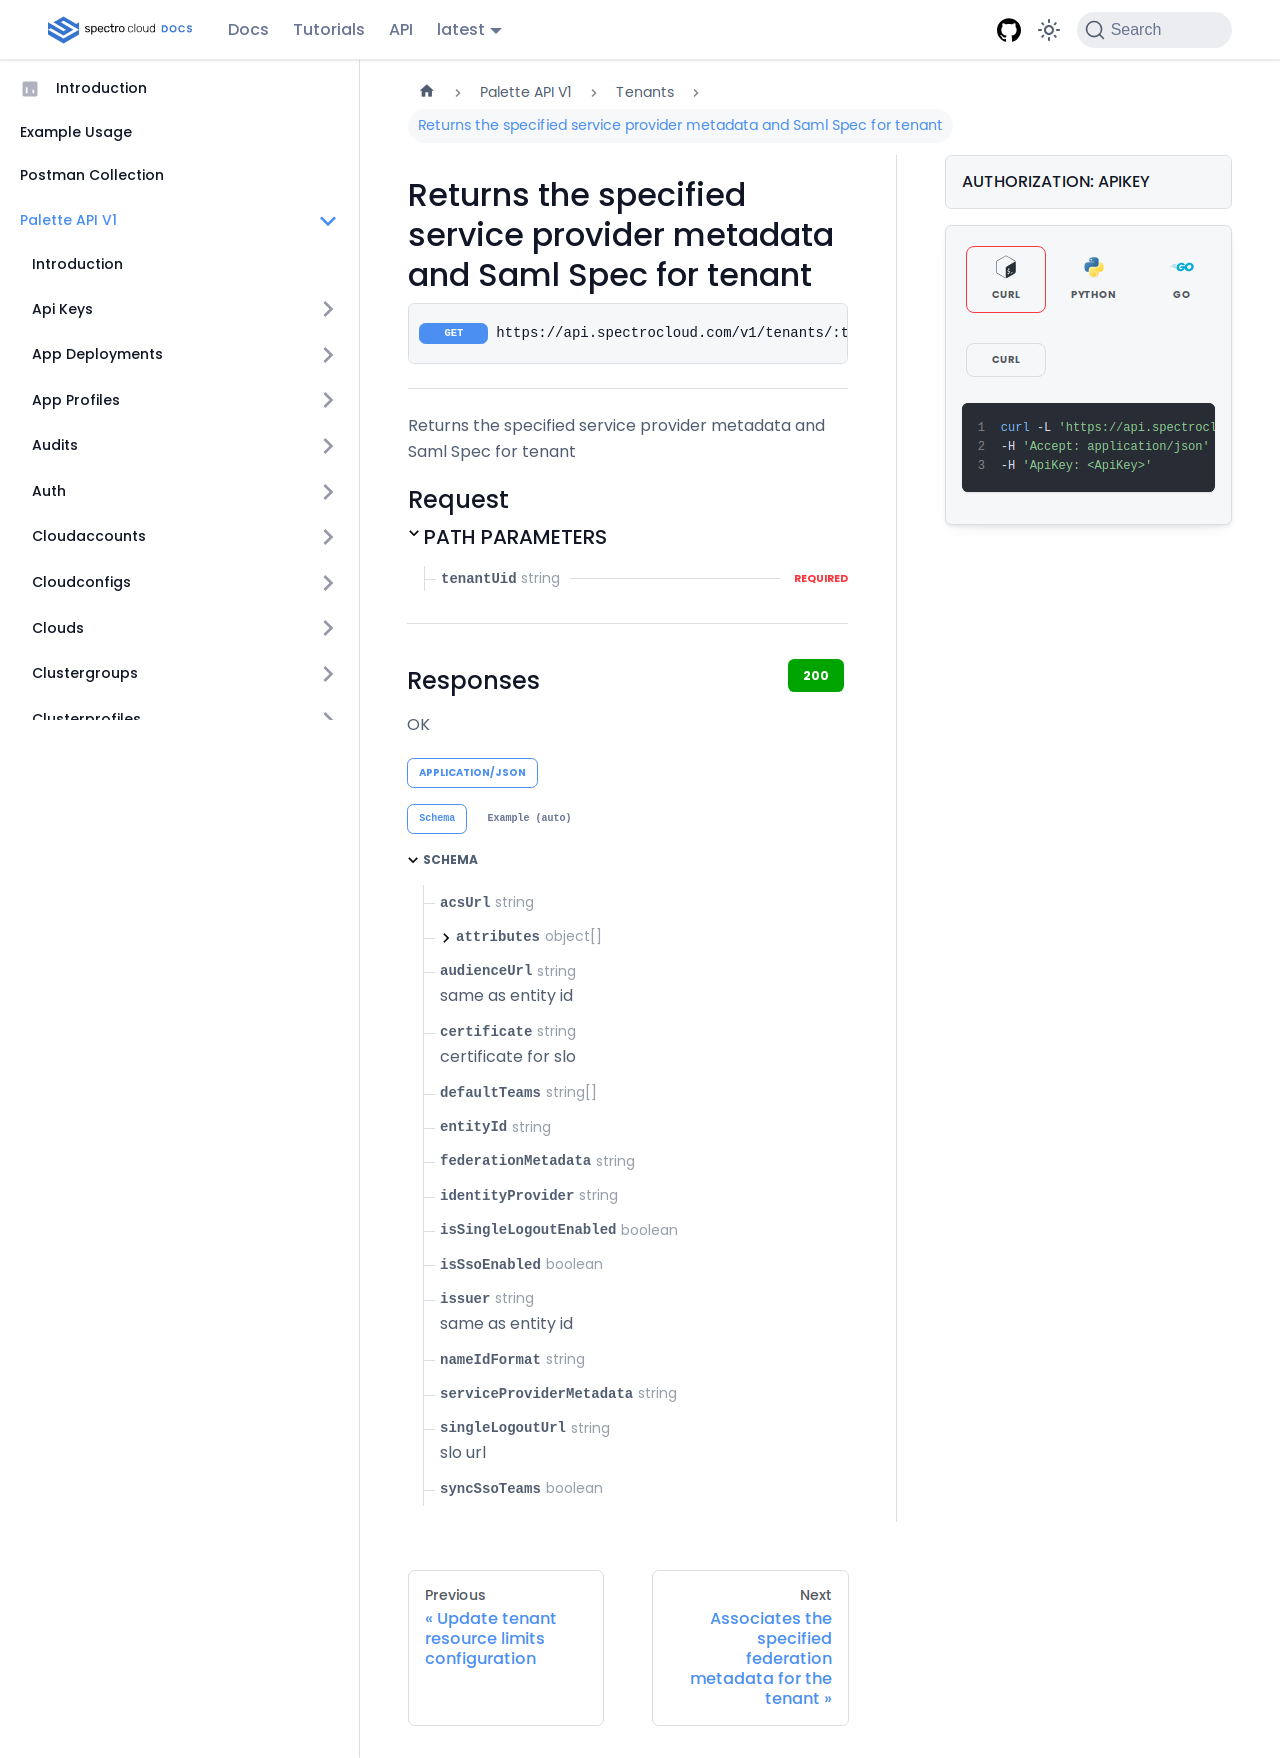 spectro cloud DOCS
Docs
Tutorials
API
latest
Search
Introduction
Example Usage
Postman Collection
Palette API V1
Introduction
Api Keys
App Deployments
App Profiles
Audits
Auth
Cloudaccounts
Cloudconfigs
Clouds
Clustergroups
Clusterprofiles
Palette API V1
Tenants
Returns the specified service provider metadata and Saml Spec for tenant
Returns the specified
service provider metadata
and Saml Spec for tenant
GET https://api.spectrocloud.com/v1/tenants/:t
Returns the specified service provider metadata and
Saml Spec for tenant
Request
PATH PARAMETERS
tenantUid string REQUIRED
Responses
200
OK
APPLICATION/JSON
Schema
Example (auto)
SCHEMA
acsUrl string
attributes object[]
audienceUrl string
same as entity id
certificate string
certificate for slo
defaultTeams string[]
entityId string
federationMetadata string
identityProvider string
isSingleLogoutEnabled boolean
isSsoEnabled boolean
issuer string
same as entity id
nameIdFormat string
serviceProviderMetadata string
singleLogoutUrl string
slo url
syncSsoTeams boolean
AUTHORIZATION: APIKEY
CURL
PYTHON
GO
GO
CURL
1 curl -L 'https://api.spectrocl
2 -H 'Accept: application/json'
3 -H 'ApiKey: <ApiKey>'
Previous
« Update tenant
resource limits
configuration
Next
Associates the
specified
federation
metadata for the
tenant »